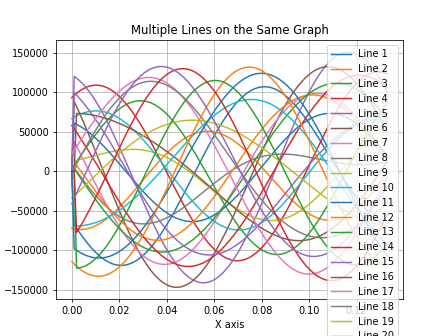 Multiple Lines on the Same Graph
150000
100000
50000
0
−50000
−100000
−150000
0.00
0.02
0.04
0.06
0.08
0.10
X axis
Line 1
Line 2
Line 3
Line 4
Line 5
Line 6
Line 7
Line 8
Line 9
Line 10
Line 11
Line 12
Line 13
Line 14
Line 15
Line 16
Line 17
Line 18
Line 19
Line 20